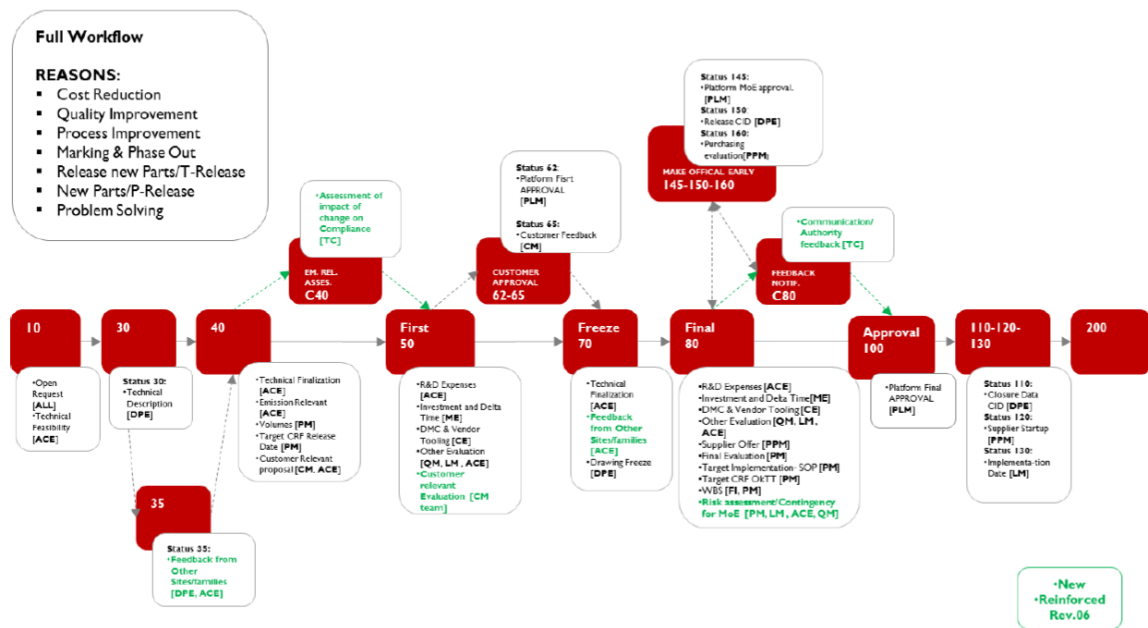 Full Workflow
REASONS:
▪ Cost Reduction
▪ Quality Improvement
▪ Process Improvement
▪ Marking & Phase Out
▪ Release new Parts/T-Release
▪ New Parts/P-Release
▪ Problem Solving
•Assessment of
impact of
change on
Compliance
[TC]
EM. REL.
ASSES.
C40
Status 62:
•Platform Fisrt
APPROVAL
[PLM]
Status 65:
•Customer Feedback
[CM]
CUSTOMER
APPROVAL
62-65
Status 145:
•Platform MoE approval.
[PLM]
Status 150:
•Release CID [DPE]
Status 160:
•Purchasing
evaluation[PPM]
MAKE OFFICAL EARLY
145-150-160
•Communication/
Authority
feedback [TC]
FEEDBACK
NOTIF.
C80
10
30
40
First
50
Freeze
70
Final
80
Approval
100
110-120-
130
200
•Open
Request
[ALL]
•Technical
Feasibility
[ACE]
Status 30:
•Technical
Description
[DPE]
•Technical Finalization
[ACE]
•Emission Relevant
[ACE]
•Volumes [PM]
•Target CRF Release
Date [PM]
•Customer Relevant
proposal [CM, ACE]
•R&D Expenses
[ACE]
•Investment and Delta
Time [ME]
•DMC & Vendor
Tooling [CE]
•Other Evaluation
[QM, LM , ACE]
•Customer
relevant
Evaluation [CM
team]
•Technical
Finalization
[ACE]
•Feedback
from Other
Sites/families
[ACE]
•Drawing Freeze
[DPE]
•R&D Expenses [ACE]
•Investment and Delta Time[ME]
•DMC & Vendor Tooling [CE]
•Other Evaluation [QM, LM ,
ACE]
•Supplier Offer [PPM]
•Final Evaluation [PM]
•Target Implementation- SOP [PM]
•Target CRF OkTT [PM]
•WBS [FI, PM]
•Risk assessment/Contingency
for MoE [PM, LM , ACE, QM]
•Platform Final
APPROVAL
[PLM]
Status 110:
•Closure Data
CID [DPE]
Status 120:
•Supplier Startup
[PPM]
Status 130:
•Implementa-tion
Date [LM]
35
Status 35:
•Feedback from
Other
Sites/families
[DPE, ACE]
•New
•Reinforced
Rev.06